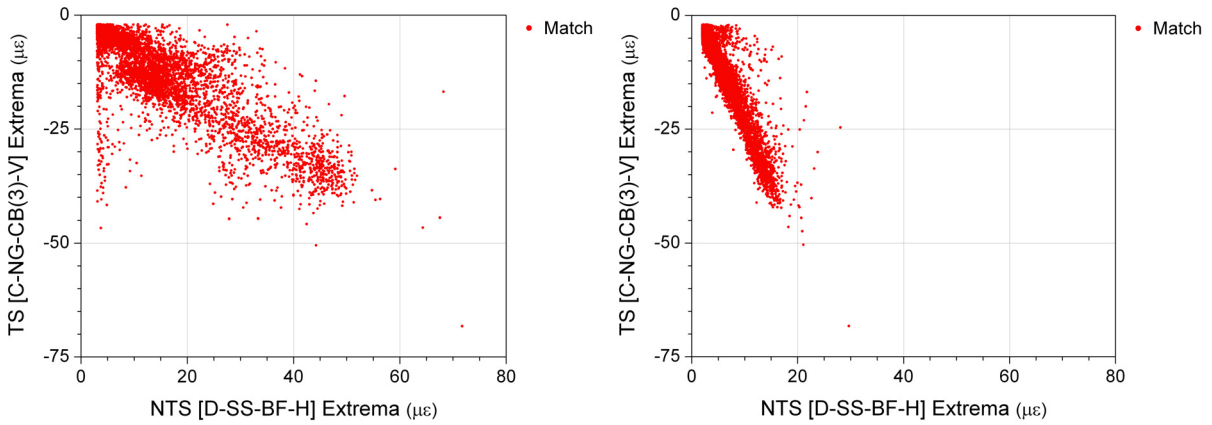 0
-25
-50
-75
TS [C-NG-CB(3)-V] Extrema (με)
0 20 40 60 80
NTS [D-SS-BF-H] Extrema (με)
Match
0
-25
-50
-75
TS [C-NG-CB(3)-V] Extrema (με)
0 20 40 60 80
NTS [D-SS-BF-H] Extrema (με)
Match